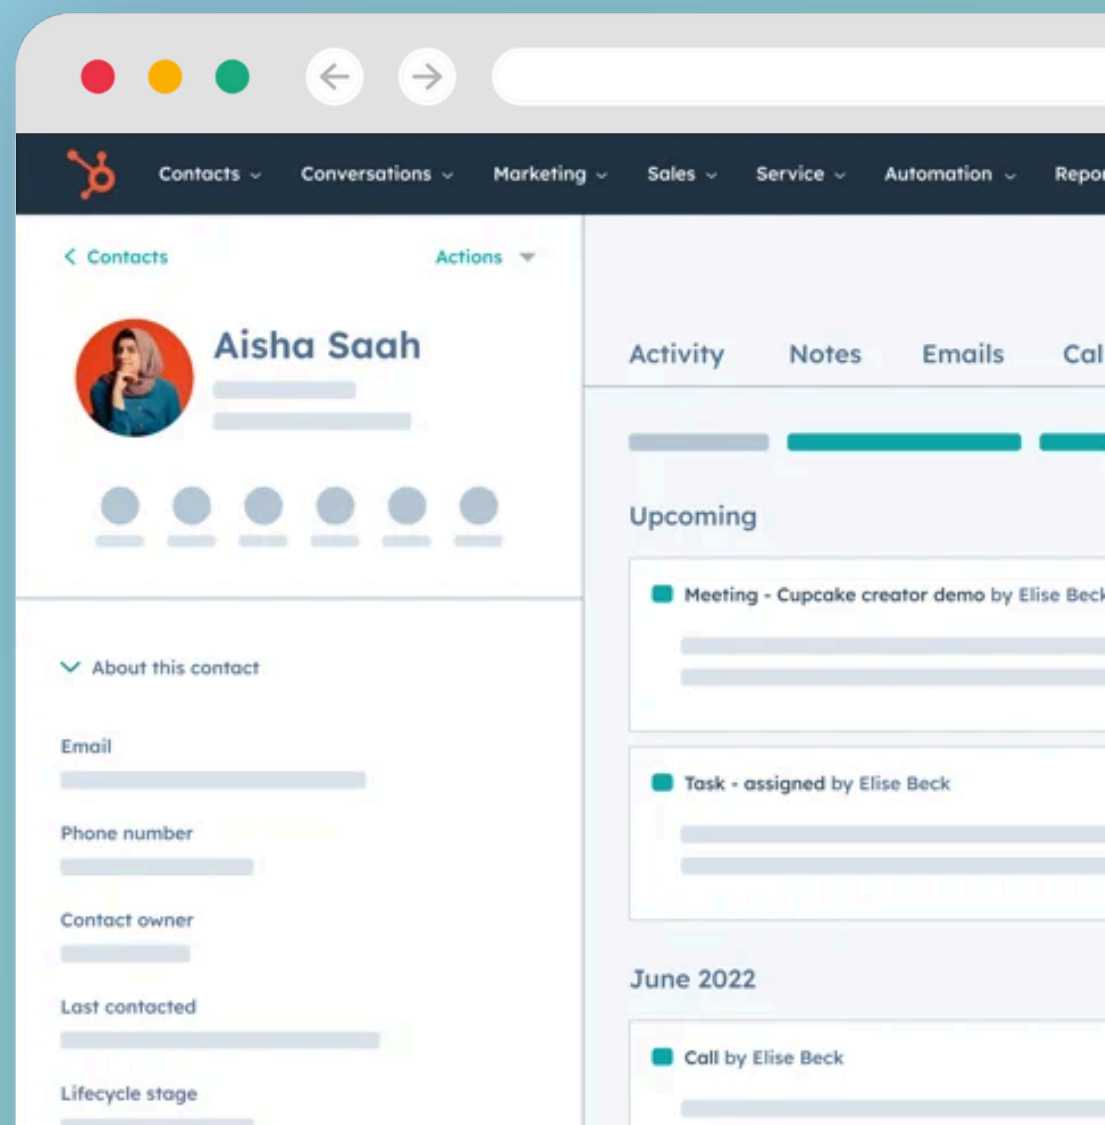 Contacts Conversations Marketing Sales Service Automation Repor
Contacts Actions
Aisha Saah
About this contact
Email
Phone number
Contact owner
Last contacted
Lifecycle stage
Activity Notes Emails Cal
Upcoming
Meeting - Cupcake creator demo by Elise Beck
Task - assigned by Elise Beck
June 2022
Call by Elise Beck